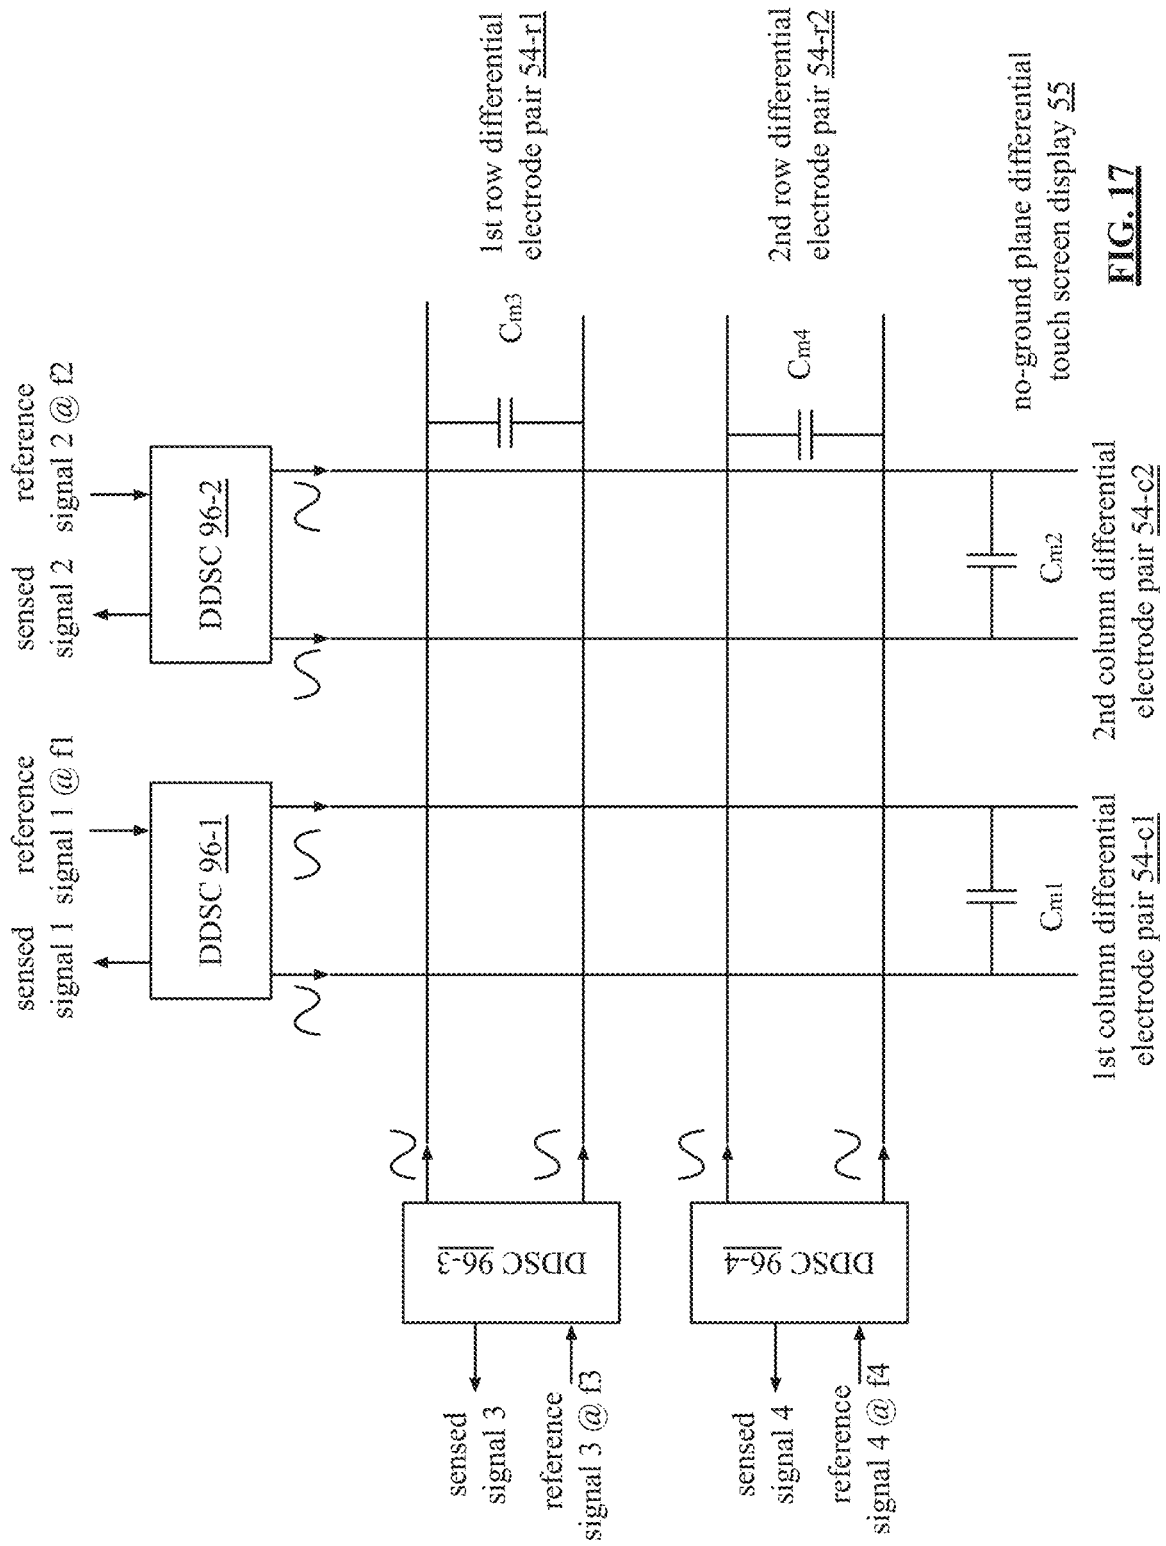 sensed
signal 1
reference
signal 1 @ f1
sensed
signal 2
reference
signal 2 @ f2
DDSC 96-1
DDSC 96-2
sensed
signal 3
reference
signal 3 @ f3
DDSC 96-3
Cm3
1st row differential
electrode pair 54-r1
sensed
signal 4
reference
signal 4 @ f4
DDSC 96-4
Cm4
2nd row differential
electrode pair 54-r2
Cm1
Cm2
1st column differential
electrode pair 54-c1
2nd column differential
electrode pair 54-c2
no-ground plane differential
touch screen display 55
FIG. 17